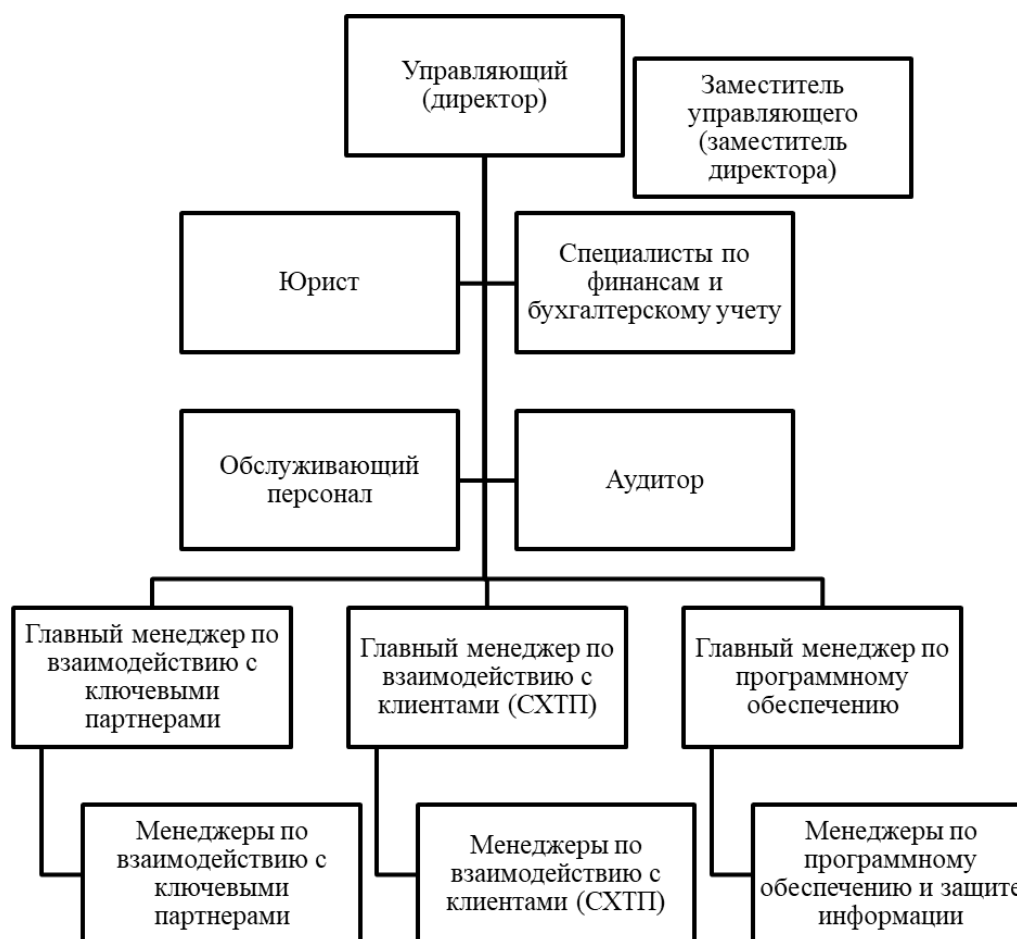 Управляющий
(директор)
Заместитель
управляющего
(заместитель
директора)
Юрист
Специалисты по
финансам и
бухгалтерскому учету
Обслуживающий
персонал
Аудитор
Главный менеджер по
взаимодействию с
ключевыми
партнерами
Главный менеджер по
взаимодействию с
клиентами (СХТП)
Главный менеджер по
программному
обеспечению
Менеджеры по
взаимодействию с
ключевыми
партнерами
Менеджеры по
взаимодействию с
клиентами (СХТП)
Менеджеры по
программному
обеспечению и защите
информации